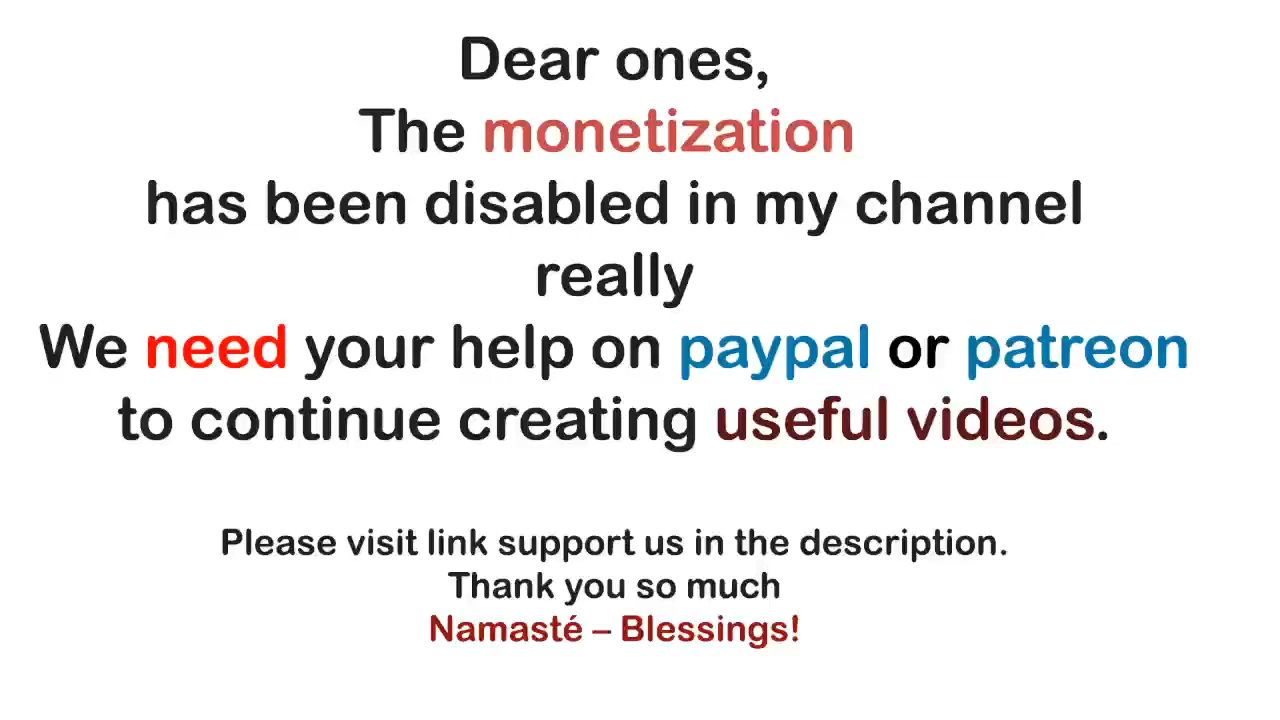 Dear ones,
The monetization
has been disabled in my channel
really
We need your help on paypal or patreon
to continue creating useful videos.
Please visit link support us in the description.
Thank you so much
Namasté – Blessings!